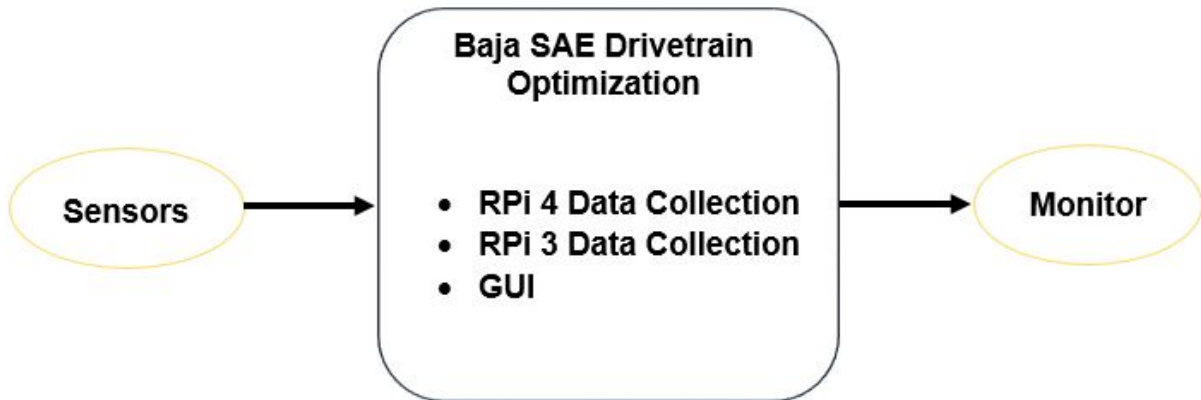 Baja SAE Drivetrain
Optimization
Sensors
• RPi 4 Data Collection
• RPi 3 Data Collection
• GUI
Monitor